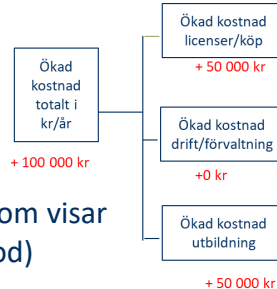 Ökad kostnad
licenser/köp
+ 50 000 kr
Ökad
kostnad
totalt i
kr/år
+ 100 000 kr
Ökad kostnad
drift/förvaltning
+0 kr
om visar
od)
Ökad kostnad
utbildning
+ 50 000 kr